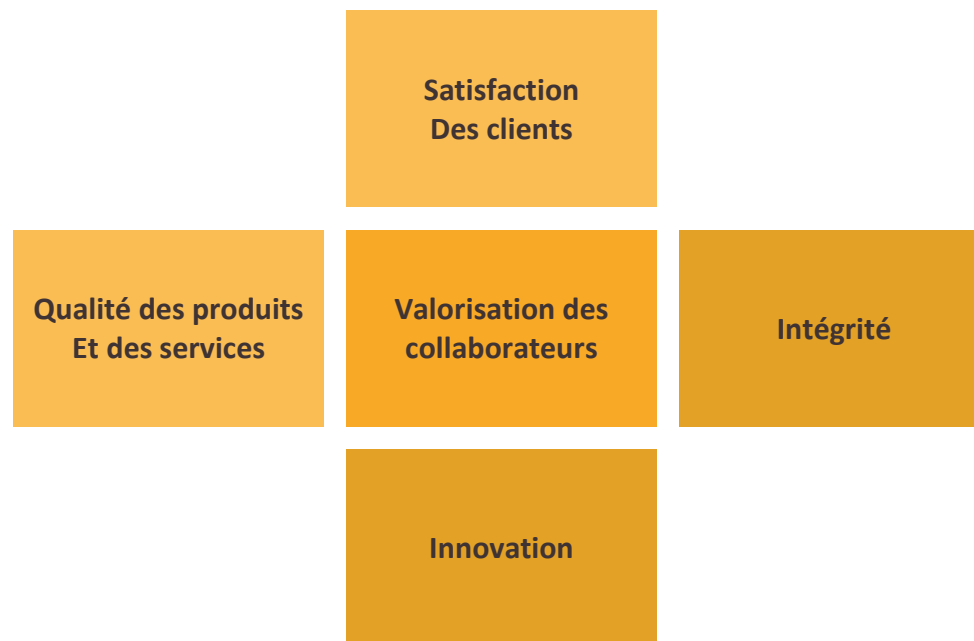 Satisfaction
Des clients
Qualité des produits
Et des services
Valorisation des
collaborateurs
Intégrité
Innovation